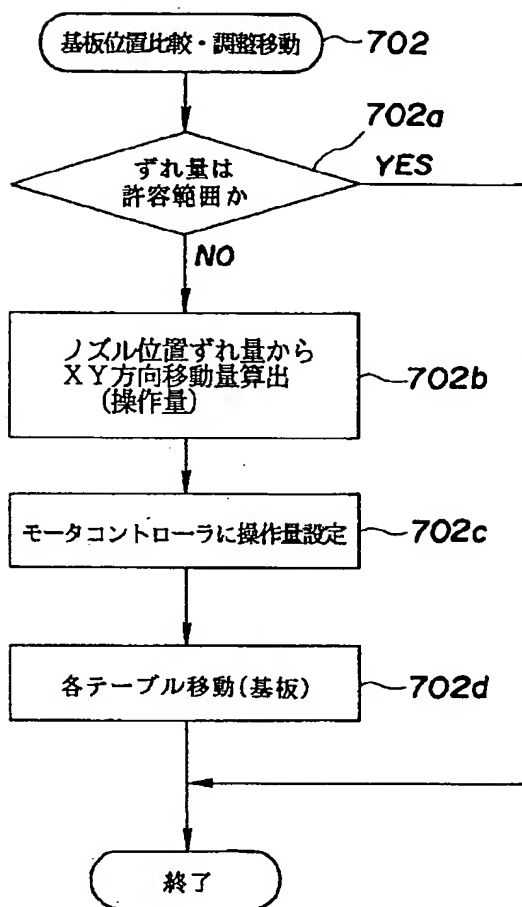 基板位置比較・調整移動
702
702a
ずれ量は
許容範囲か
YES
NO
ノズル位置ずれ量から
XY方向移動量算出
(操作量)
702b
モータコントローラに操作量設定
702c
各テーブル移動(基板)
702d
終了